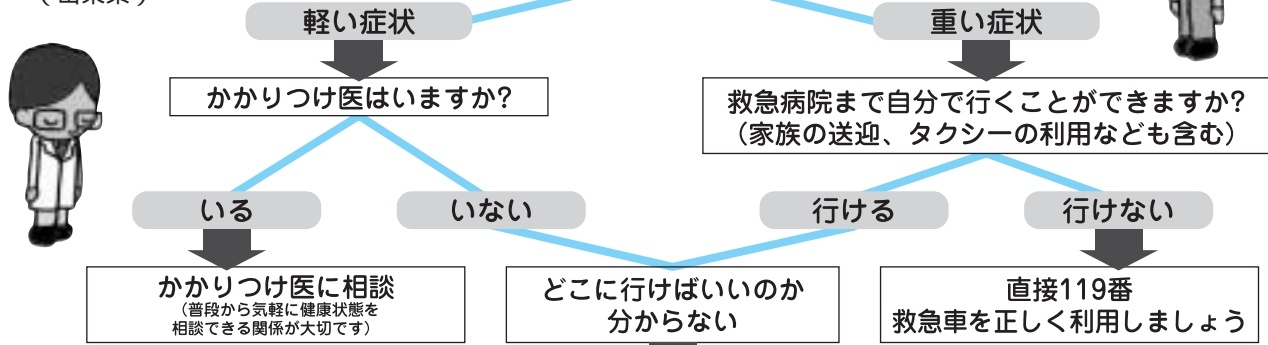 軽い症状
重い症状
かかりつけ医はいますか?
救急病院まで自分で行くことができますか?
（家族の送迎、タクシーの利用なども含む）
いる
いない
行ける
行けない
かかりつけ医に相談
（普段から気軽に健康状態を
相談できる関係が大切です）
どこに行けばいいのか
分からない
直接119番
救急車を正しく利用しましょう